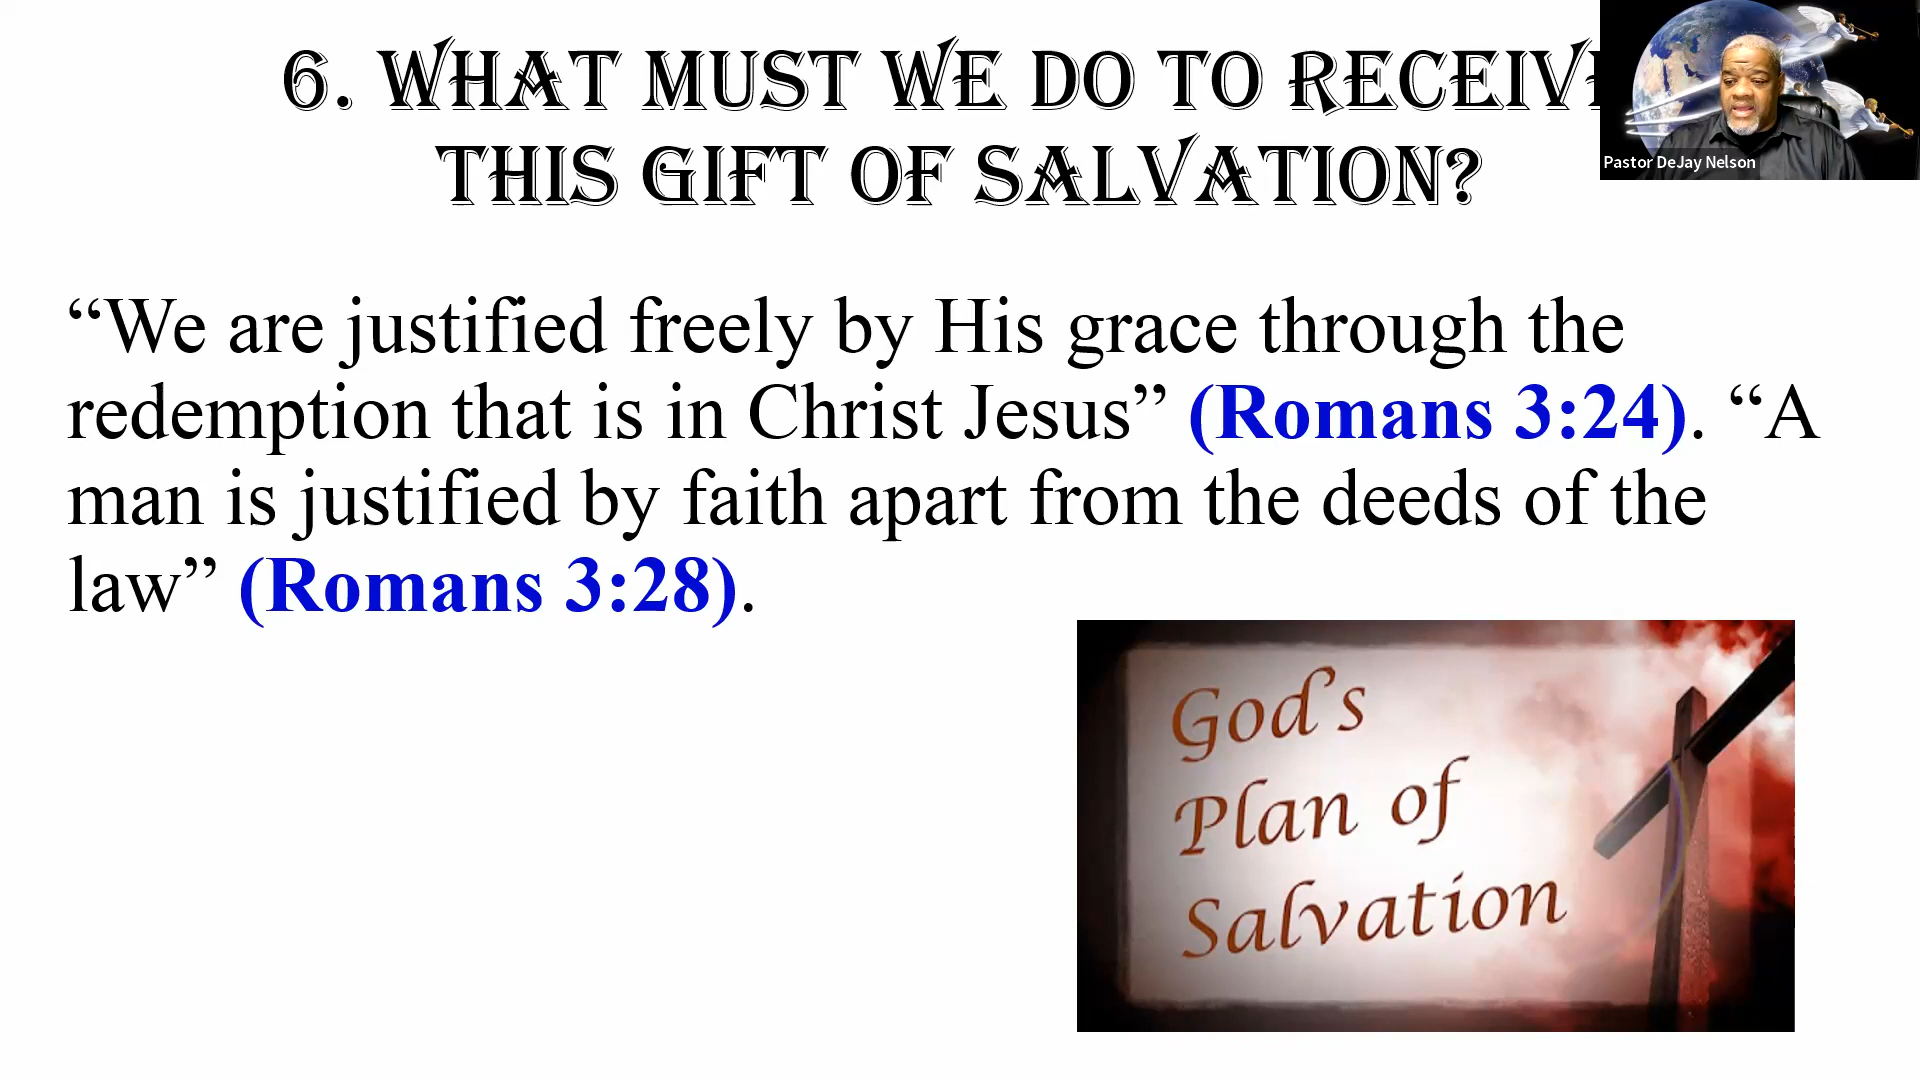 6. WHAT MUST WE DO TO RECEIV
THIS GIFT OF SALVATION?
Pastor DeJay Nelson
“We are justified freely by His grace through the
redemption that is in Christ Jesus” (Romans 3:24). “A
man is justified by faith apart from the deeds of the
law” (Romans 3:28).
God's
Plan of
Salvation